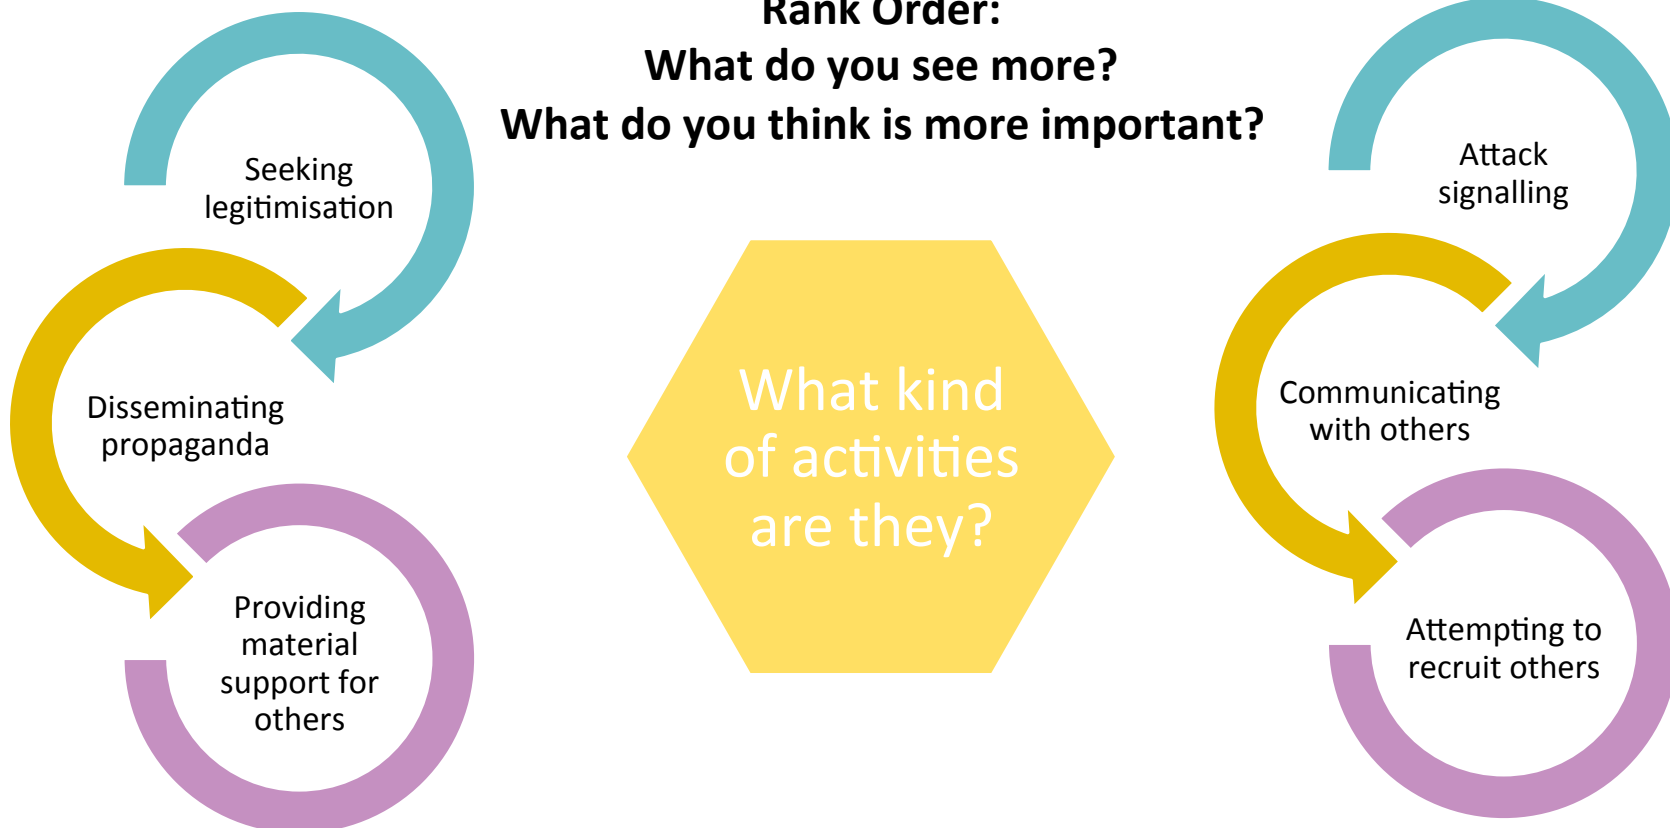 Rank Order:
What do you see more?
What do you think is more important?
Seeking
legitimisation
Disseminating
propaganda
Providing
material
support for
others
What kind
of activities
are they?
Attack
signalling
Communicating
with others
Attempting to
recruit others